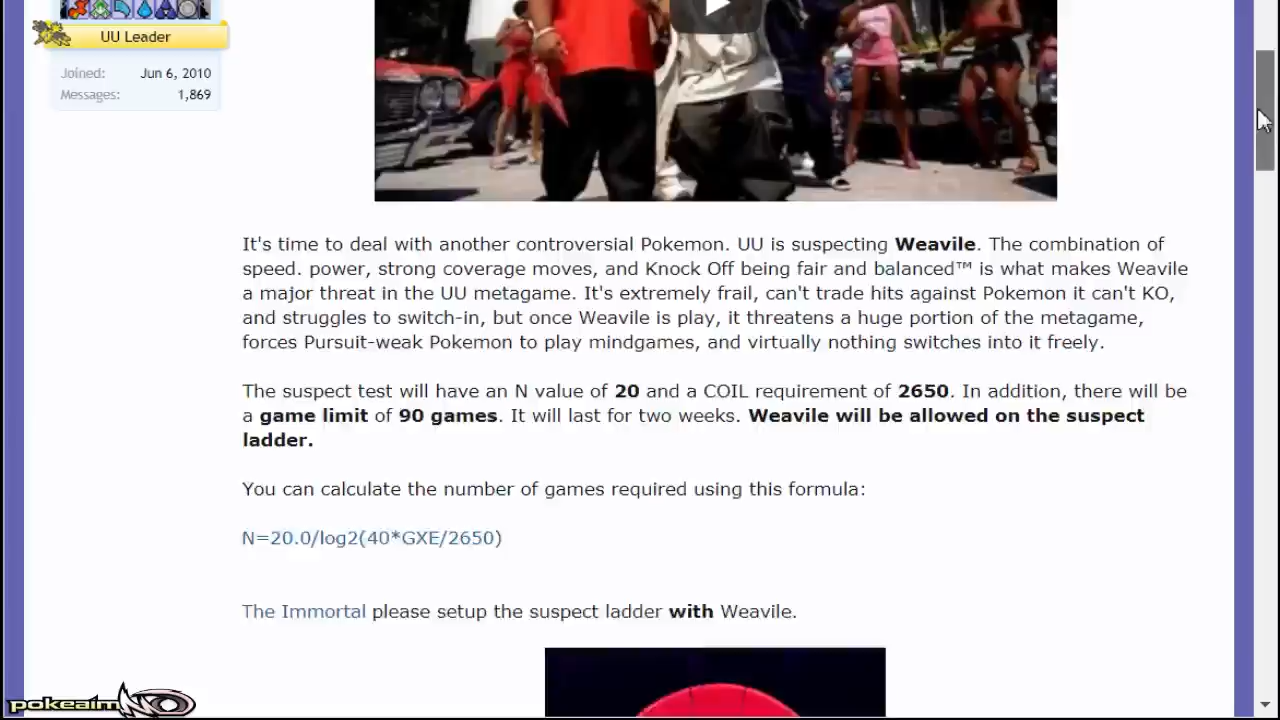 UU Leader
Joined: Jun 6, 2010
Messages: 1,869
It's time to deal with another controversial Pokemon. UU is suspecting Weavile. The combination of
speed. power, strong coverage moves, and Knock Off being fair and balanced™ is what makes Weavile
a major threat in the UU metagame. It's extremely frail, can't trade hits against Pokemon it can't KO,
and struggles to switch-in, but once Weavile is play, it threatens a huge portion of the metagame,
forces Pursuit-weak Pokemon to play mindgames, and virtually nothing switches into it freely.
The suspect test will have an N value of 20 and a COIL requirement of 2650. In addition, there will be
a game limit of 90 games. It will last for two weeks. Weavile will be allowed on the suspect
ladder.
You can calculate the number of games required using this formula:
N=20.0/log2(40*GXE/2650)
The Immortal please setup the suspect ladder with Weavile.
pokeaimMD